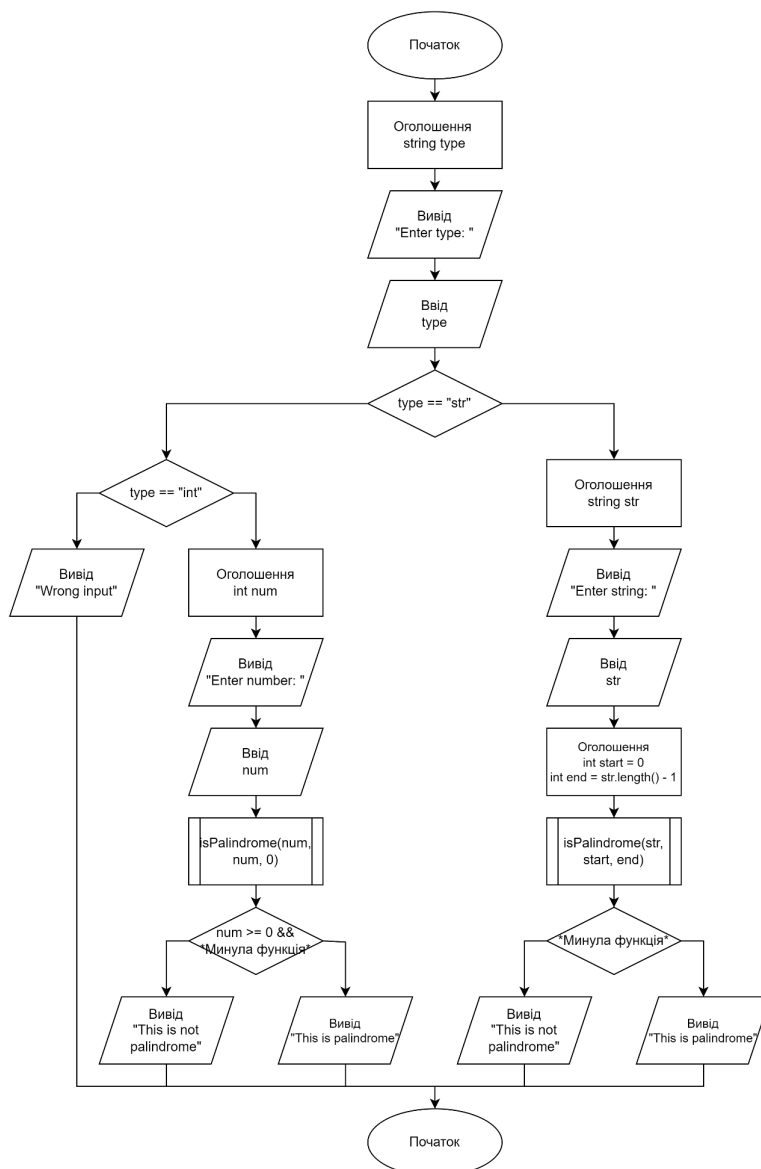 Початок
Оголошення
string type
Вивід
"Enter type: "
Ввід
type
type == "str"
type == "int"
Оголошення
string str
Вивід
"Wrong input"
Оголошення
int num
Вивід
"Enter string: "
Вивід
"Enter number: "
Ввід
str
Ввід
num
Оголошення
int start = 0
int end = str.length() - 1
isPalindrome(num,
num, 0)
isPalindrome(str,
start, end)
num >= 0 &&
*Минула функція*
*Минула функція*
Вивід
"This is not
palindrome"
Вивід
"This is palindrome"
Вивід
"This is not
palindrome"
Вивід
"This is palindrome"
Початок